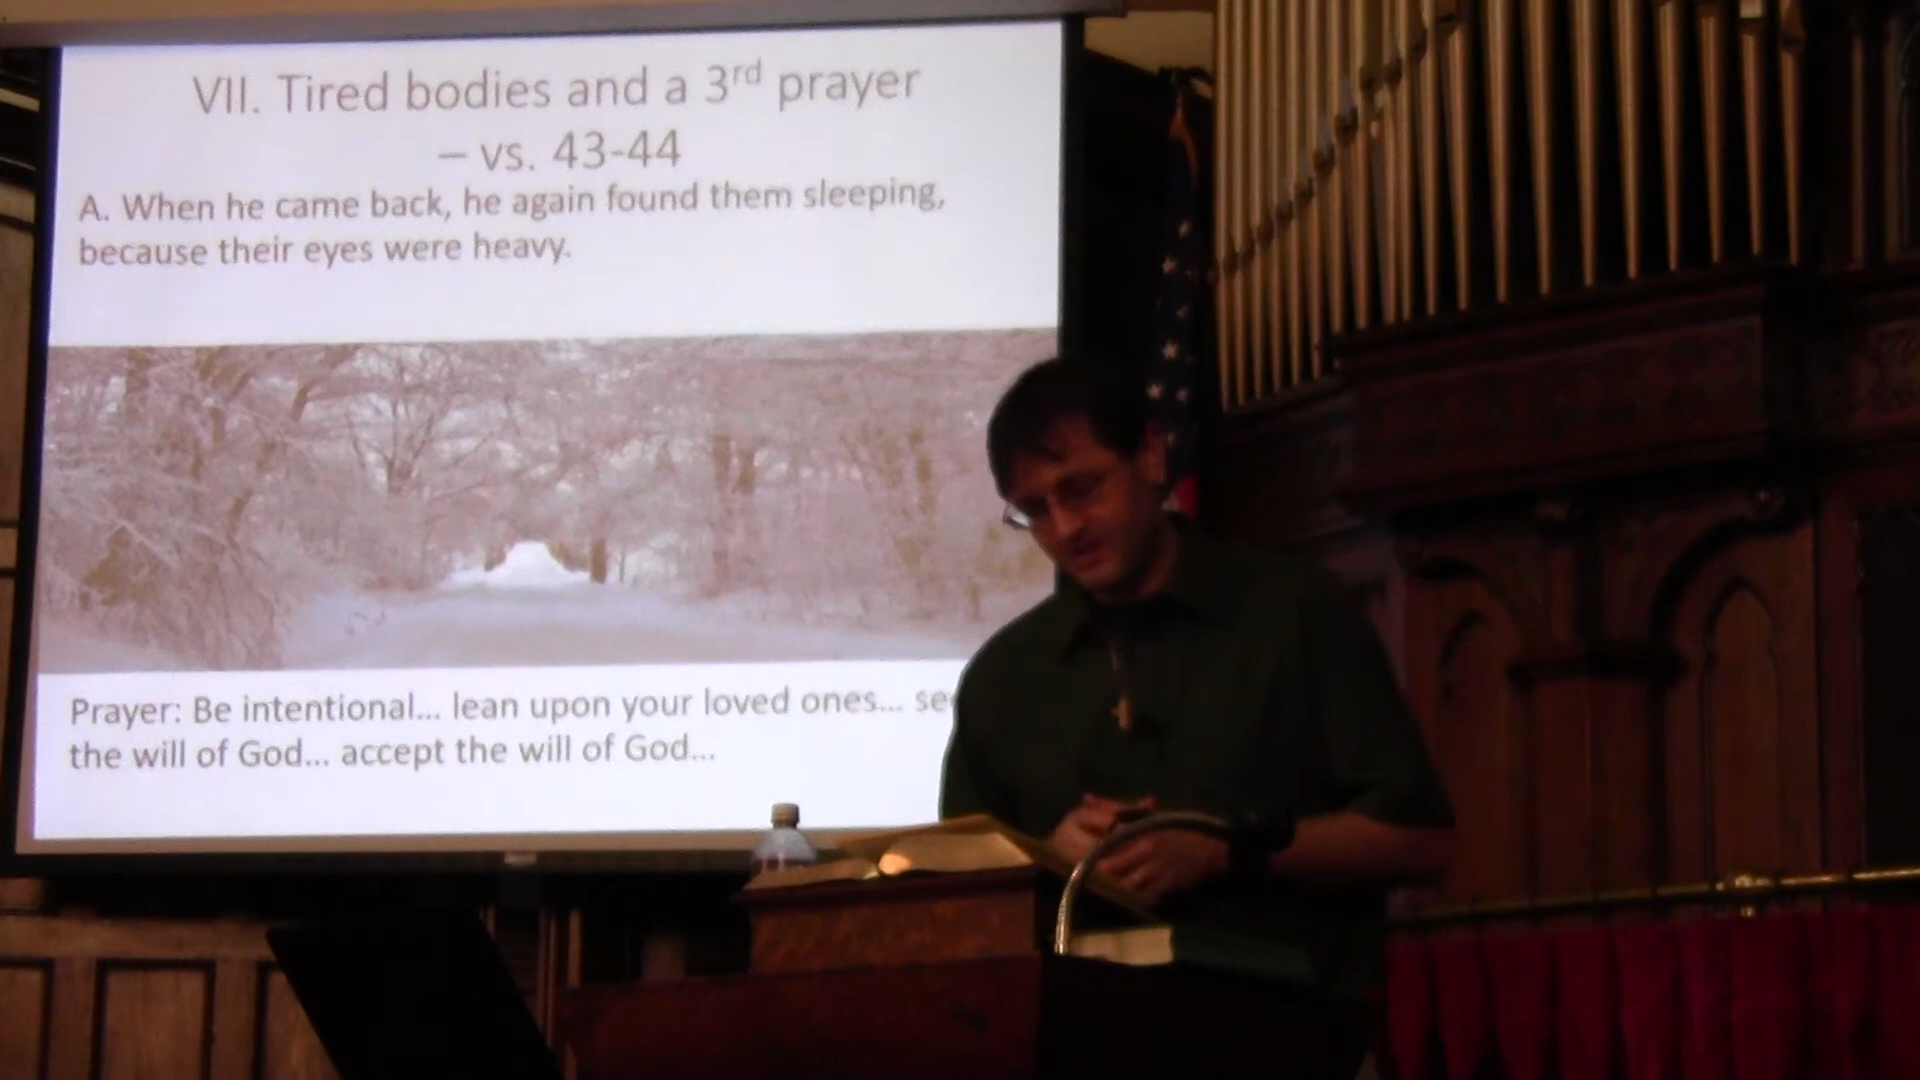 VII. Tired bodies and a 3rd prayer
– vs. 43-44
A. When he came back, he again found them sleeping,
because their eyes were heavy.
Prayer: Be intentional... lean upon your loved ones...
the will of God... accept the will of God...